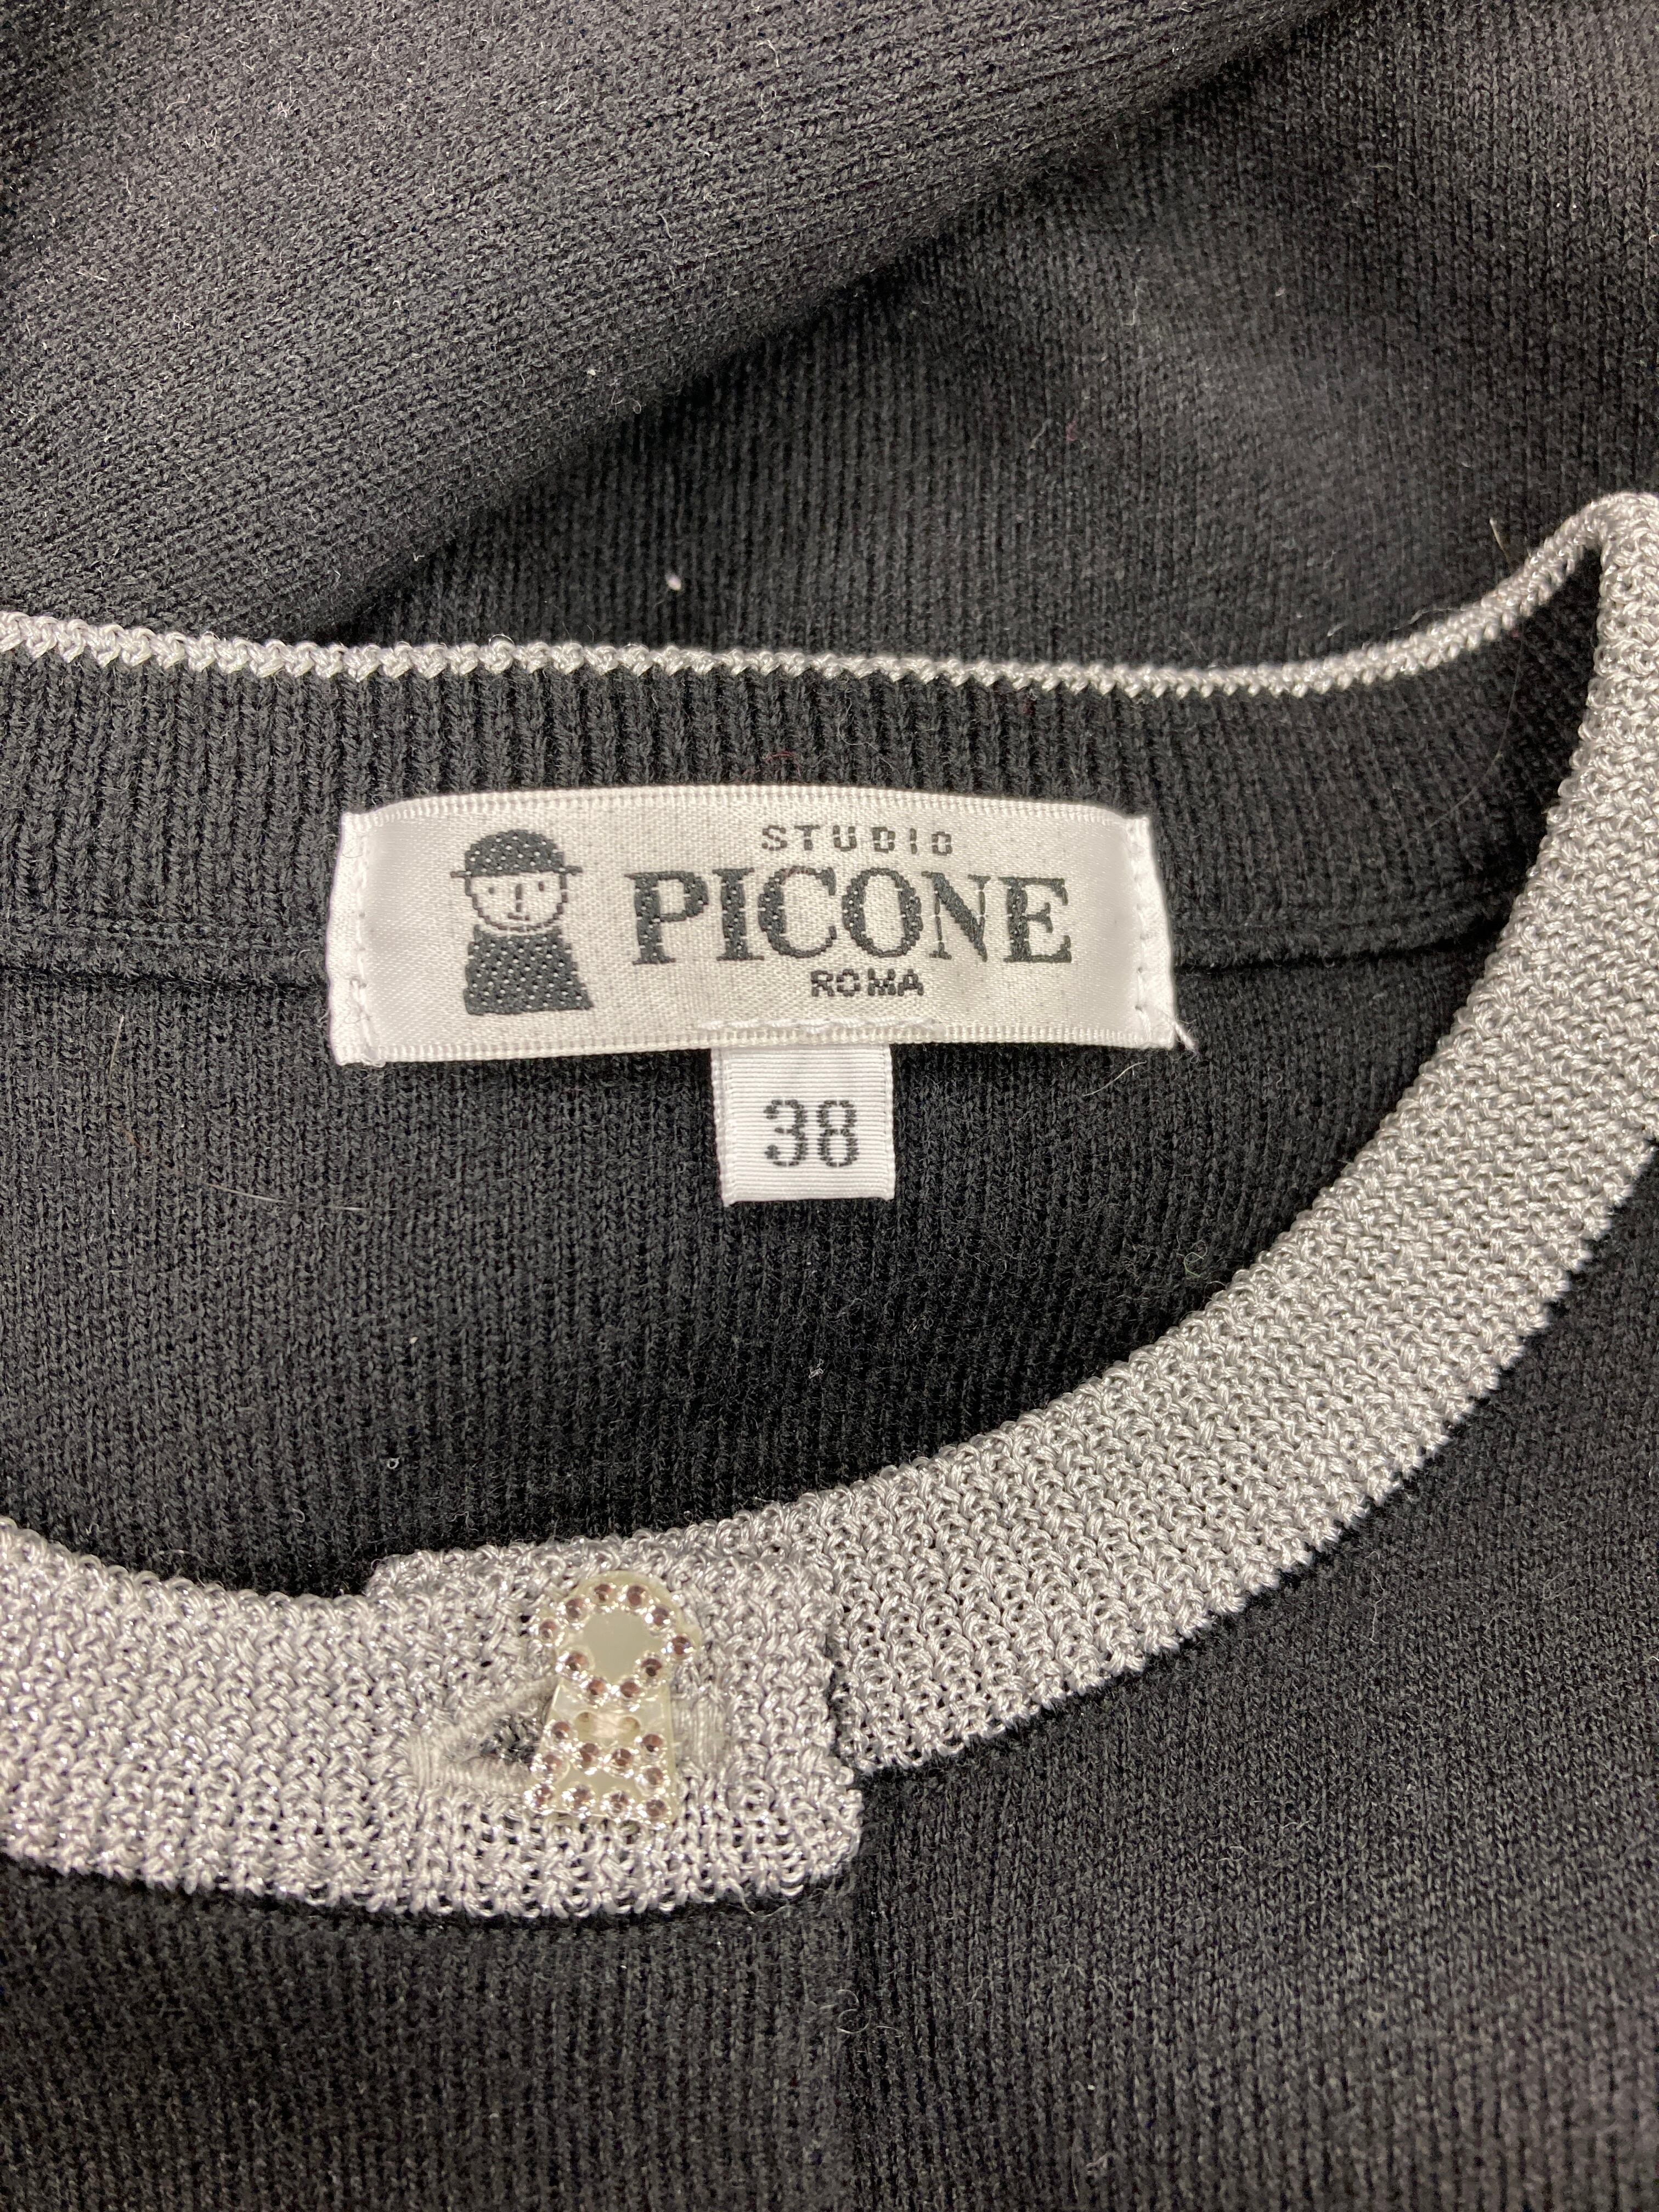 STUDIO
PICONE
ROMA
38